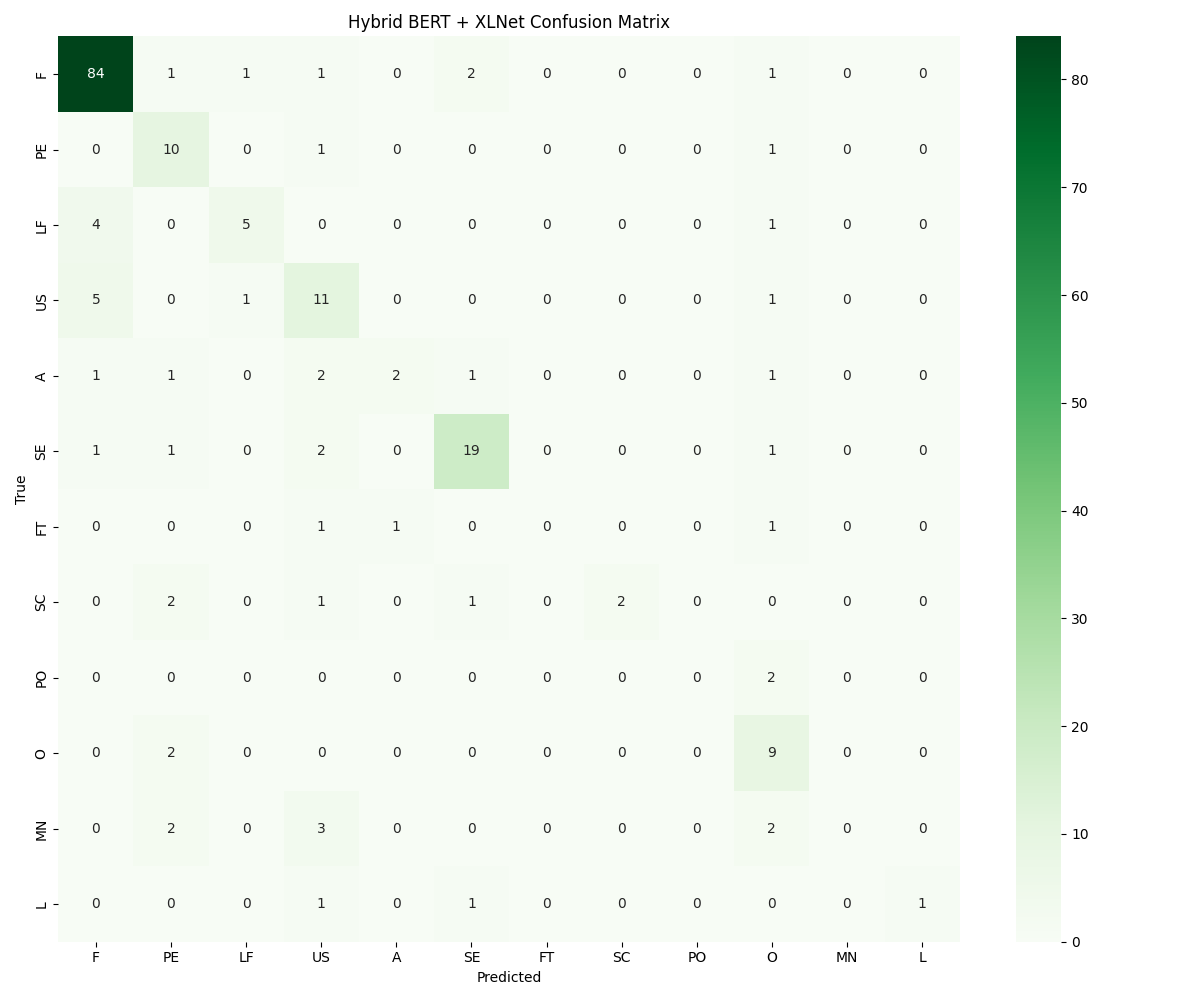 Hybrid BERT + XLNet Confusion Matrix
F 84 1 1 1 0 2 0 0 0 1 0 0
PE 0 10 0 1 0 0 0 0 0 1 0 0
LF 4 0 5 0 0 0 0 0 0 1 0 0
US 5 0 1 11 0 0 0 0 0 1 0 0
A 1 1 0 2 2 1 0 0 0 1 0 0
SE 1 1 0 2 0 19 0 0 0 1 0 0
FT 0 0 0 1 1 0 0 0 0 1 0 0
SC 0 2 0 1 0 1 0 2 0 0 0 0
PO 0 0 0 0 0 0 0 0 0 2 0 0
O 0 2 0 0 0 0 0 0 0 9 0 0
MN 0 2 0 3 0 0 0 0 0 2 0 0
L 0 0 0 1 0 1 0 0 0 0 0 1
F PE LF US A SE FT SC PO O MN L
Predicted
True
80
70
60
50
40
30
20
10
0